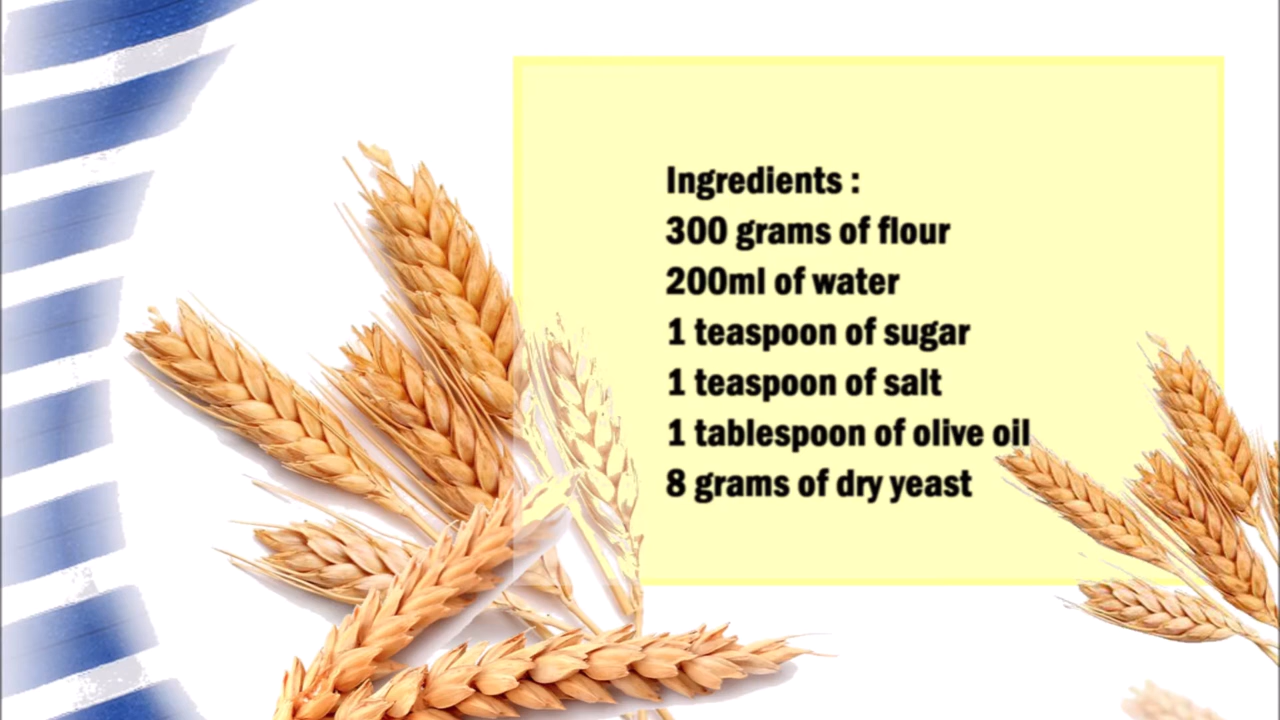 Ingredients :
300 grams of flour
200ml of water
1 teaspoon of sugar
1 teaspoon of salt
1 tablespoon of olive oil
8 grams of dry yeast